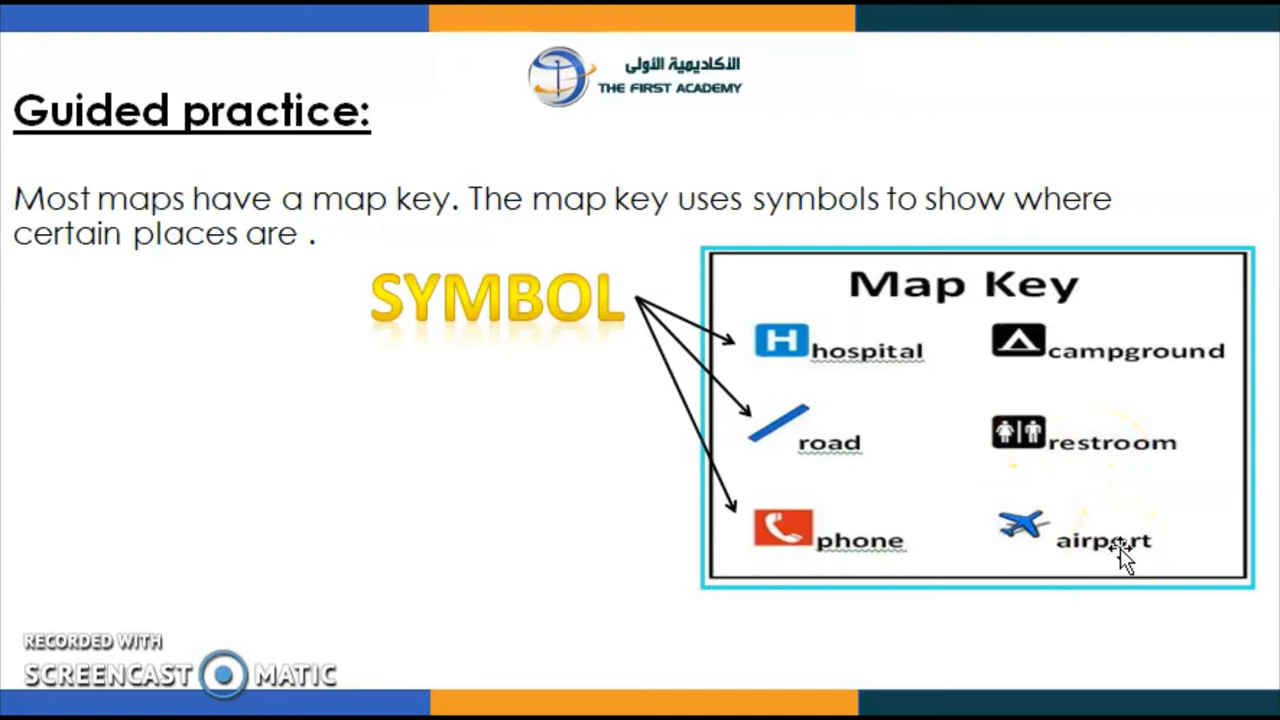 الأكاديمية الأولى
THE FIRST ACADEMY
Guided practice:
Most maps have a map key. The map key uses symbols to show where
certain places are .
SYMBOL
Map Key
H hospital
campground
road
restroom
phone
airport
RECORDED WITH
SCREENCAST MATIC